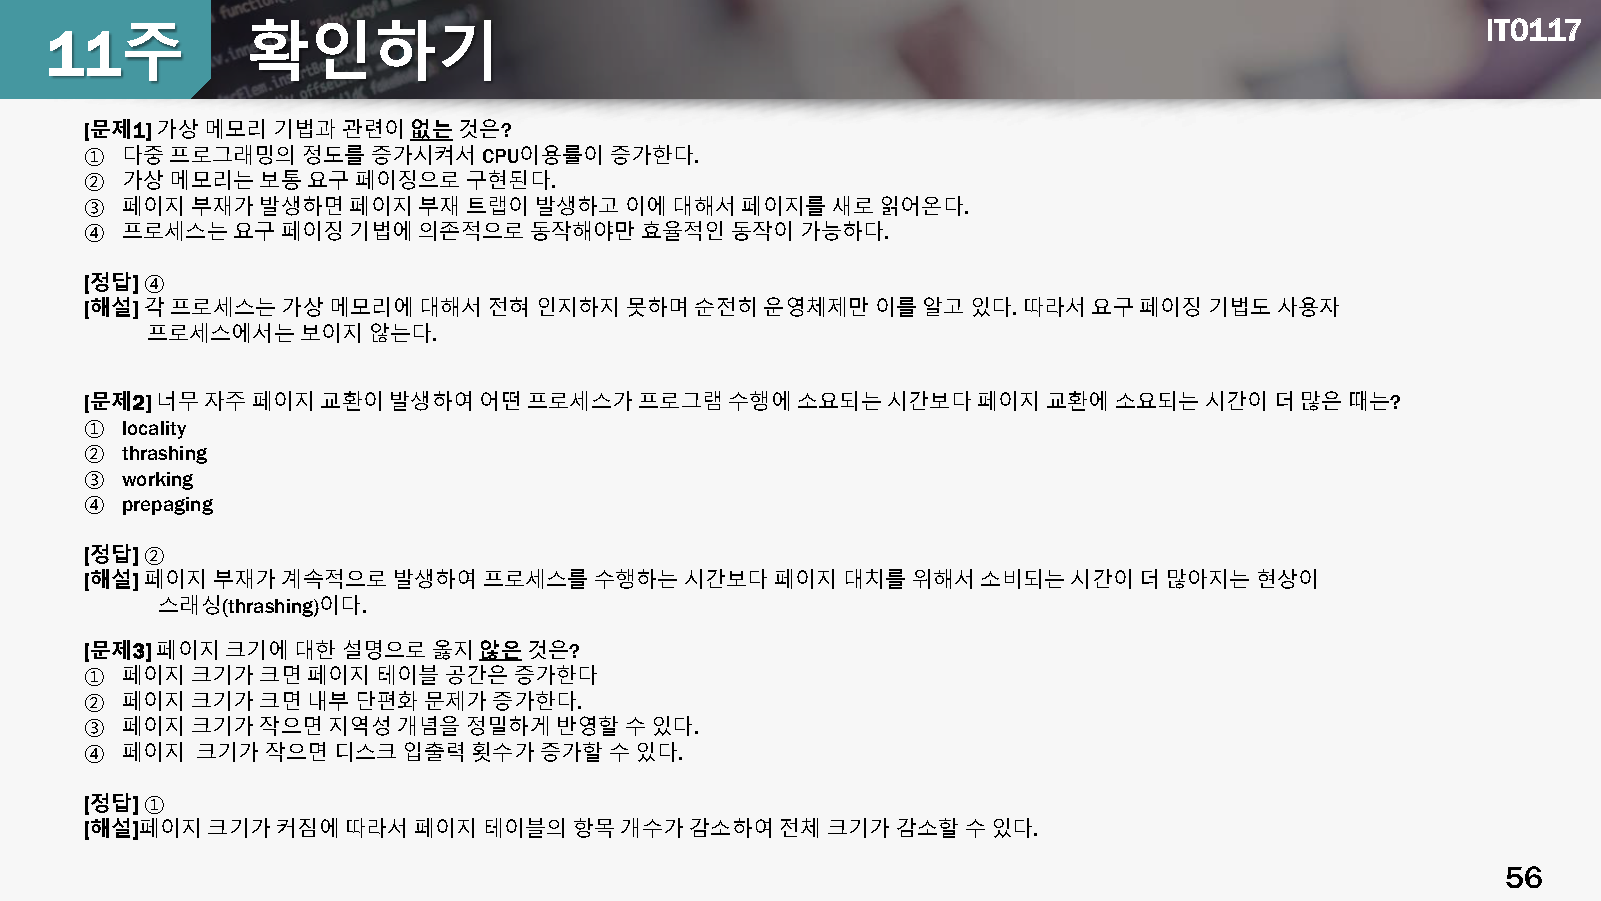 11주 확인하기
IT0117
[문제1] 가상 메모리 기법과 관련이 없는 것은?
① 다중 프로그래밍의 정도를 증가시켜서 CPU이용률이 증가한다.
② 가상 메모리는 보통 요구 페이징으로 구현된다.
③ 페이지 부재가 발생하면 페이지 부재 트랩이 발생하고 이에 대해서 페이지를 새로 읽어온다.
④ 프로세스는 요구 페이징 기법에 의존적으로 동작해야만 효율적인 동작이 가능하다.
[정답] ④
[해설] 각 프로세스는 가상 메모리에 대해서 전혀 인지하지 못하며 순전히 운영체제만 이를 알고 있다. 따라서 요구 페이징 기법도 사용자
프로세스에서는 보이지 않는다.
[문제2] 너무 자주 페이지 교환이 발생하여 어떤 프로세스가 프로그램 수행에 소요되는 시간보다 페이지 교환에 소요되는 시간이 더 많은 때는?
① locality
② thrashing
③ working
④ prepaging
[정답] ②
[해설] 페이지 부재가 계속적으로 발생하여 프로세스를 수행하는 시간보다 페이지 대치를 위해서 소비되는 시간이 더 많아지는 현상이
스래싱(thrashing)이다.
[문제3] 페이지 크기에 대한 설명으로 옳지 않은 것은?
① 페이지 크기가 크면 페이지 테이블 공간은 증가한다
② 페이지 크기가 크면 내부 단편화 문제가 증가한다.
③ 페이지 크기가 작으면 지역성 개념을 정밀하게 반영할 수 있다.
④ 페이지 크기가 작으면 디스크 입출력 횟수가 증가할 수 있다.
[정답] ①
[해설]페이지 크기가 커짐에 따라서 페이지 테이블의 항목 개수가 감소하여 전체 크기가 감소할 수 있다.
56